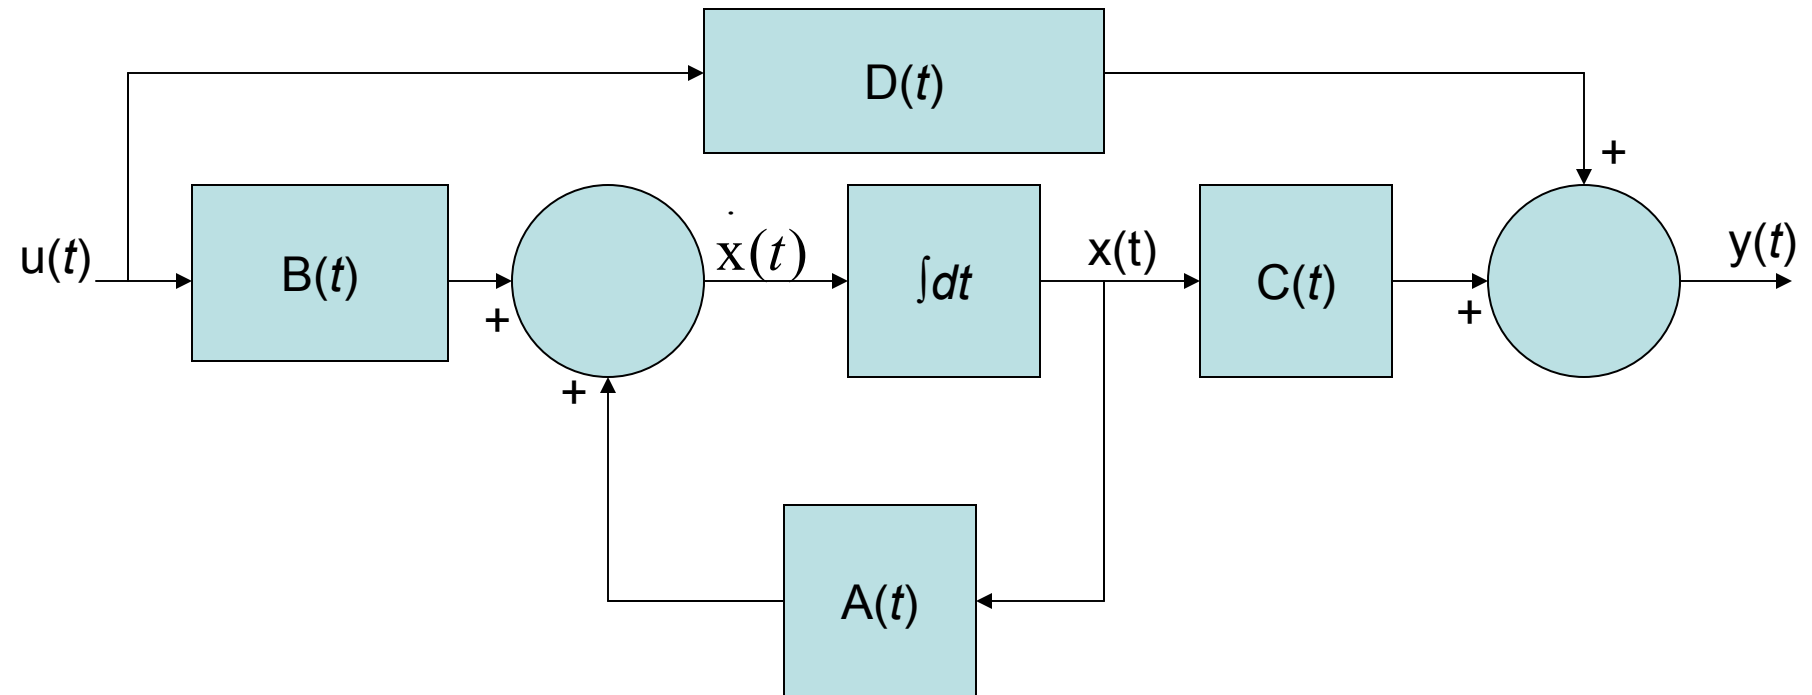 D(t)
+
u(t)
B(t)
+
+
ẋ(t)
∫dt
x(t)
C(t)
+
y(t)
A(t)